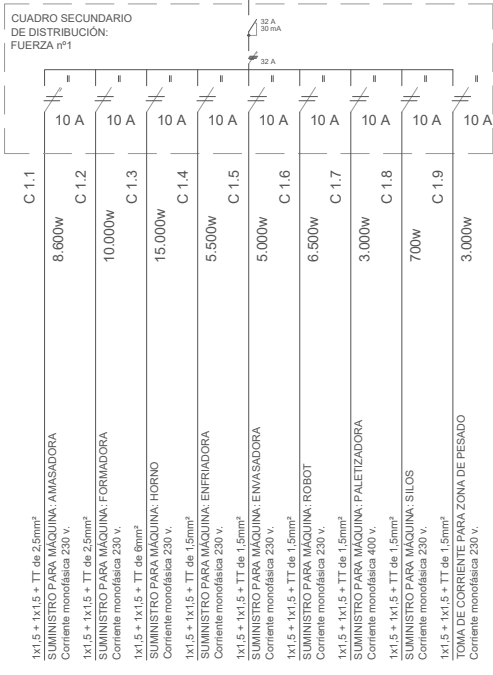 CUADRO SECUNDARIO
DE DISTRIBUCIÓN:
FUERZA nº1
32 A
30 mA
32 A
II
II
II
II
II
II
II
II
II
10 A
10 A
10 A
10 A
10 A
10 A
10 A
10 A
10 A
C 1.1
8.600w
1x1,5 + 1x1,5 + TT de 2,5mm²
SUMINISTRO PARA MÁQUINA: AMASADORA
Corriente monofásica 230 v.
C 1.2
10.000w
1x1,5 + 1x1,5 + TT de 2,5mm²
SUMINISTRO PARA MÁQUINA: FORMADORA
Corriente monofásica 230 v.
C 1.3
15.000w
1x1,5 + 1x1,5 + TT de 6mm²
SUMINISTRO PARA MÁQUINA: HORNO
Corriente monofásica 230 v.
C 1.4
5.500w
1x1,5 + 1x1,5 + TT de 1,5mm²
SUMINISTRO PARA MÁQUINA: ENFRIADORA
Corriente monofásica 230 v.
C 1.5
5.000w
1x1,5 + 1x1,5 + TT de 1,5mm²
SUMINISTRO PARA MÁQUINA: ENVASADORA
Corriente monofásica 230 v.
C 1.6
6.500w
1x1,5 + 1x1,5 + TT de 1,5mm²
SUMINISTRO PARA MÁQUINA: ROBOT
Corriente monofásica 230 v.
C 1.7
3.000w
1x1,5 + 1x1,5 + TT de 1,5mm²
SUMINISTRO PARA MÁQUINA: PALETIZADORA
Corriente monofásica 400 v.
C 1.8
700w
1x1,5 + 1x1,5 + TT de 1,5mm²
SUMINISTRO PARA MÁQUINA: SILOS
Corriente monofásica 230 v.
C 1.9
3.000w
1x1,5 + 1x1,5 + TT de 1,5mm²
TOMA DE CORRIENTE PARA ZONA DE PESADO
Corriente monofásica 230 v.